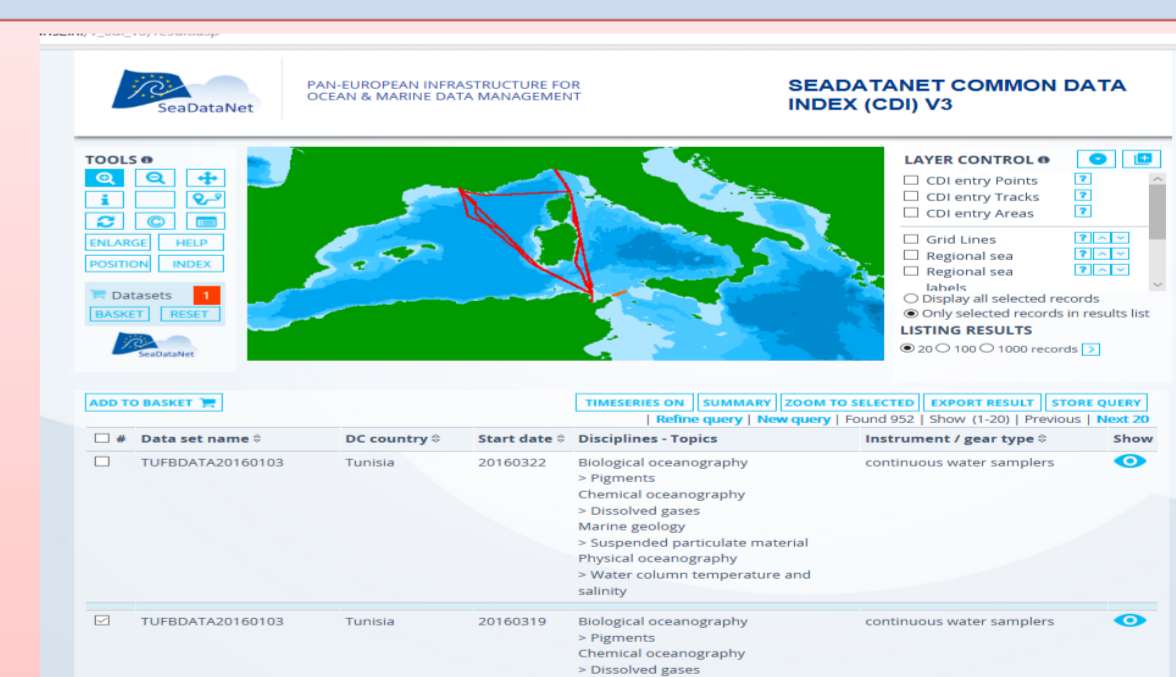 SeaDataNet
PAN-EUROPEAN INFRASTRUCTURE FOR
OCEAN & MARINE DATA MANAGEMENT
SEADATANET COMMON DATA
INDEX (CDI) V3
TOOLS
ENLARGE HELP
POSITION INDEX
Datasets 1
BASKET RESET
SeaDataNet
LAYER CONTROL
CDI entry Points ?
CDI entry Tracks ?
CDI entry Areas ?
Grid Lines ?
Regional sea ?
Regional sea ?
labels
Display all selected records
Only selected records in results list
LISTING RESULTS
20 100 1000 records >
ADD TO BASKET
TIMESERIES ON SUMMARY ZOOM TO SELECTED EXPORT RESULT STORE QUERY
| Refine query | New query | Found 952 | Show (1-20) | Previous | Next 20
# Data set name DC country Start date Disciplines - Topics Instrument / gear type Show
TUFBDATA20160103 Tunisia 20160322 Biological oceanography continuous water samplers
> Pigments
Chemical oceanography
> Dissolved gases
Marine geology
> Suspended particulate material
Physical oceanography
> Water column temperature and
salinity
TUFBDATA20160103 Tunisia 20160319 Biological oceanography continuous water samplers
> Pigments
Chemical oceanography
> Dissolved gases